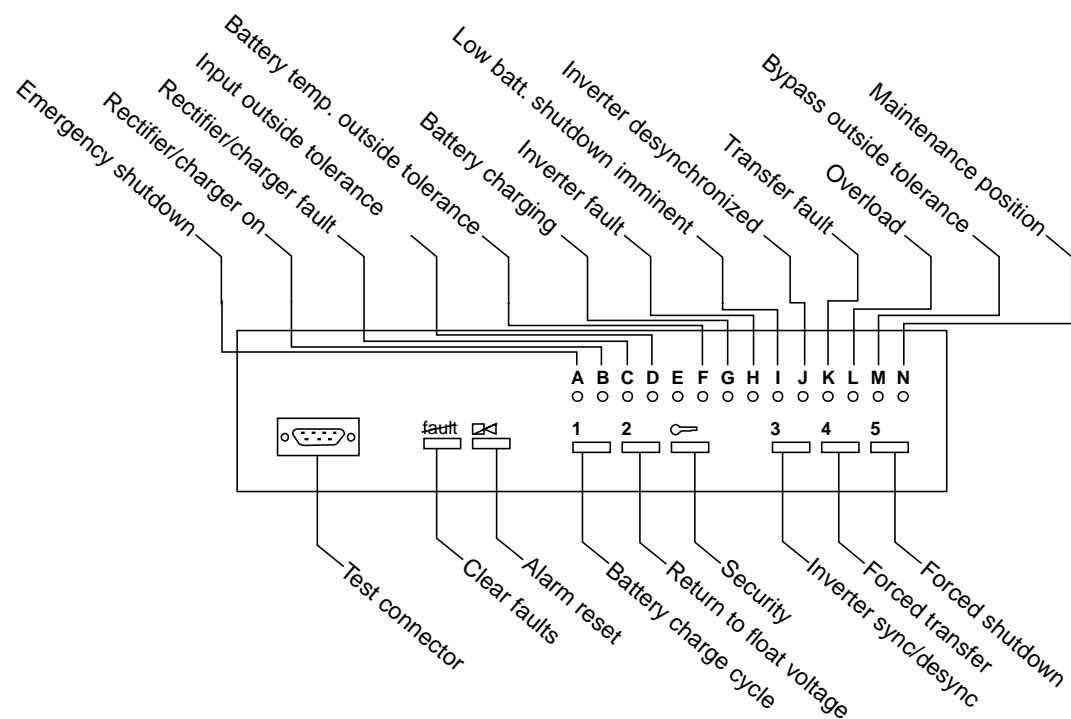 Emergency shutdown
Rectifier/charger on
Rectifier/charger fault
Input outside tolerance
Battery temp. outside tolerance
Battery charging
Inverter fault
Low batt. shutdown imminent
Inverter desynchronized
Transfer fault
Overload
Bypass outside tolerance
Maintenance position
A B C D E F G H I J K L M N
fault 1 2 3 4 5
Test connector
Clear faults
Alarm reset
Battery charge cycle
Return to float voltage
Security
Inverter sync/desync
Forced transfer
Forced shutdown